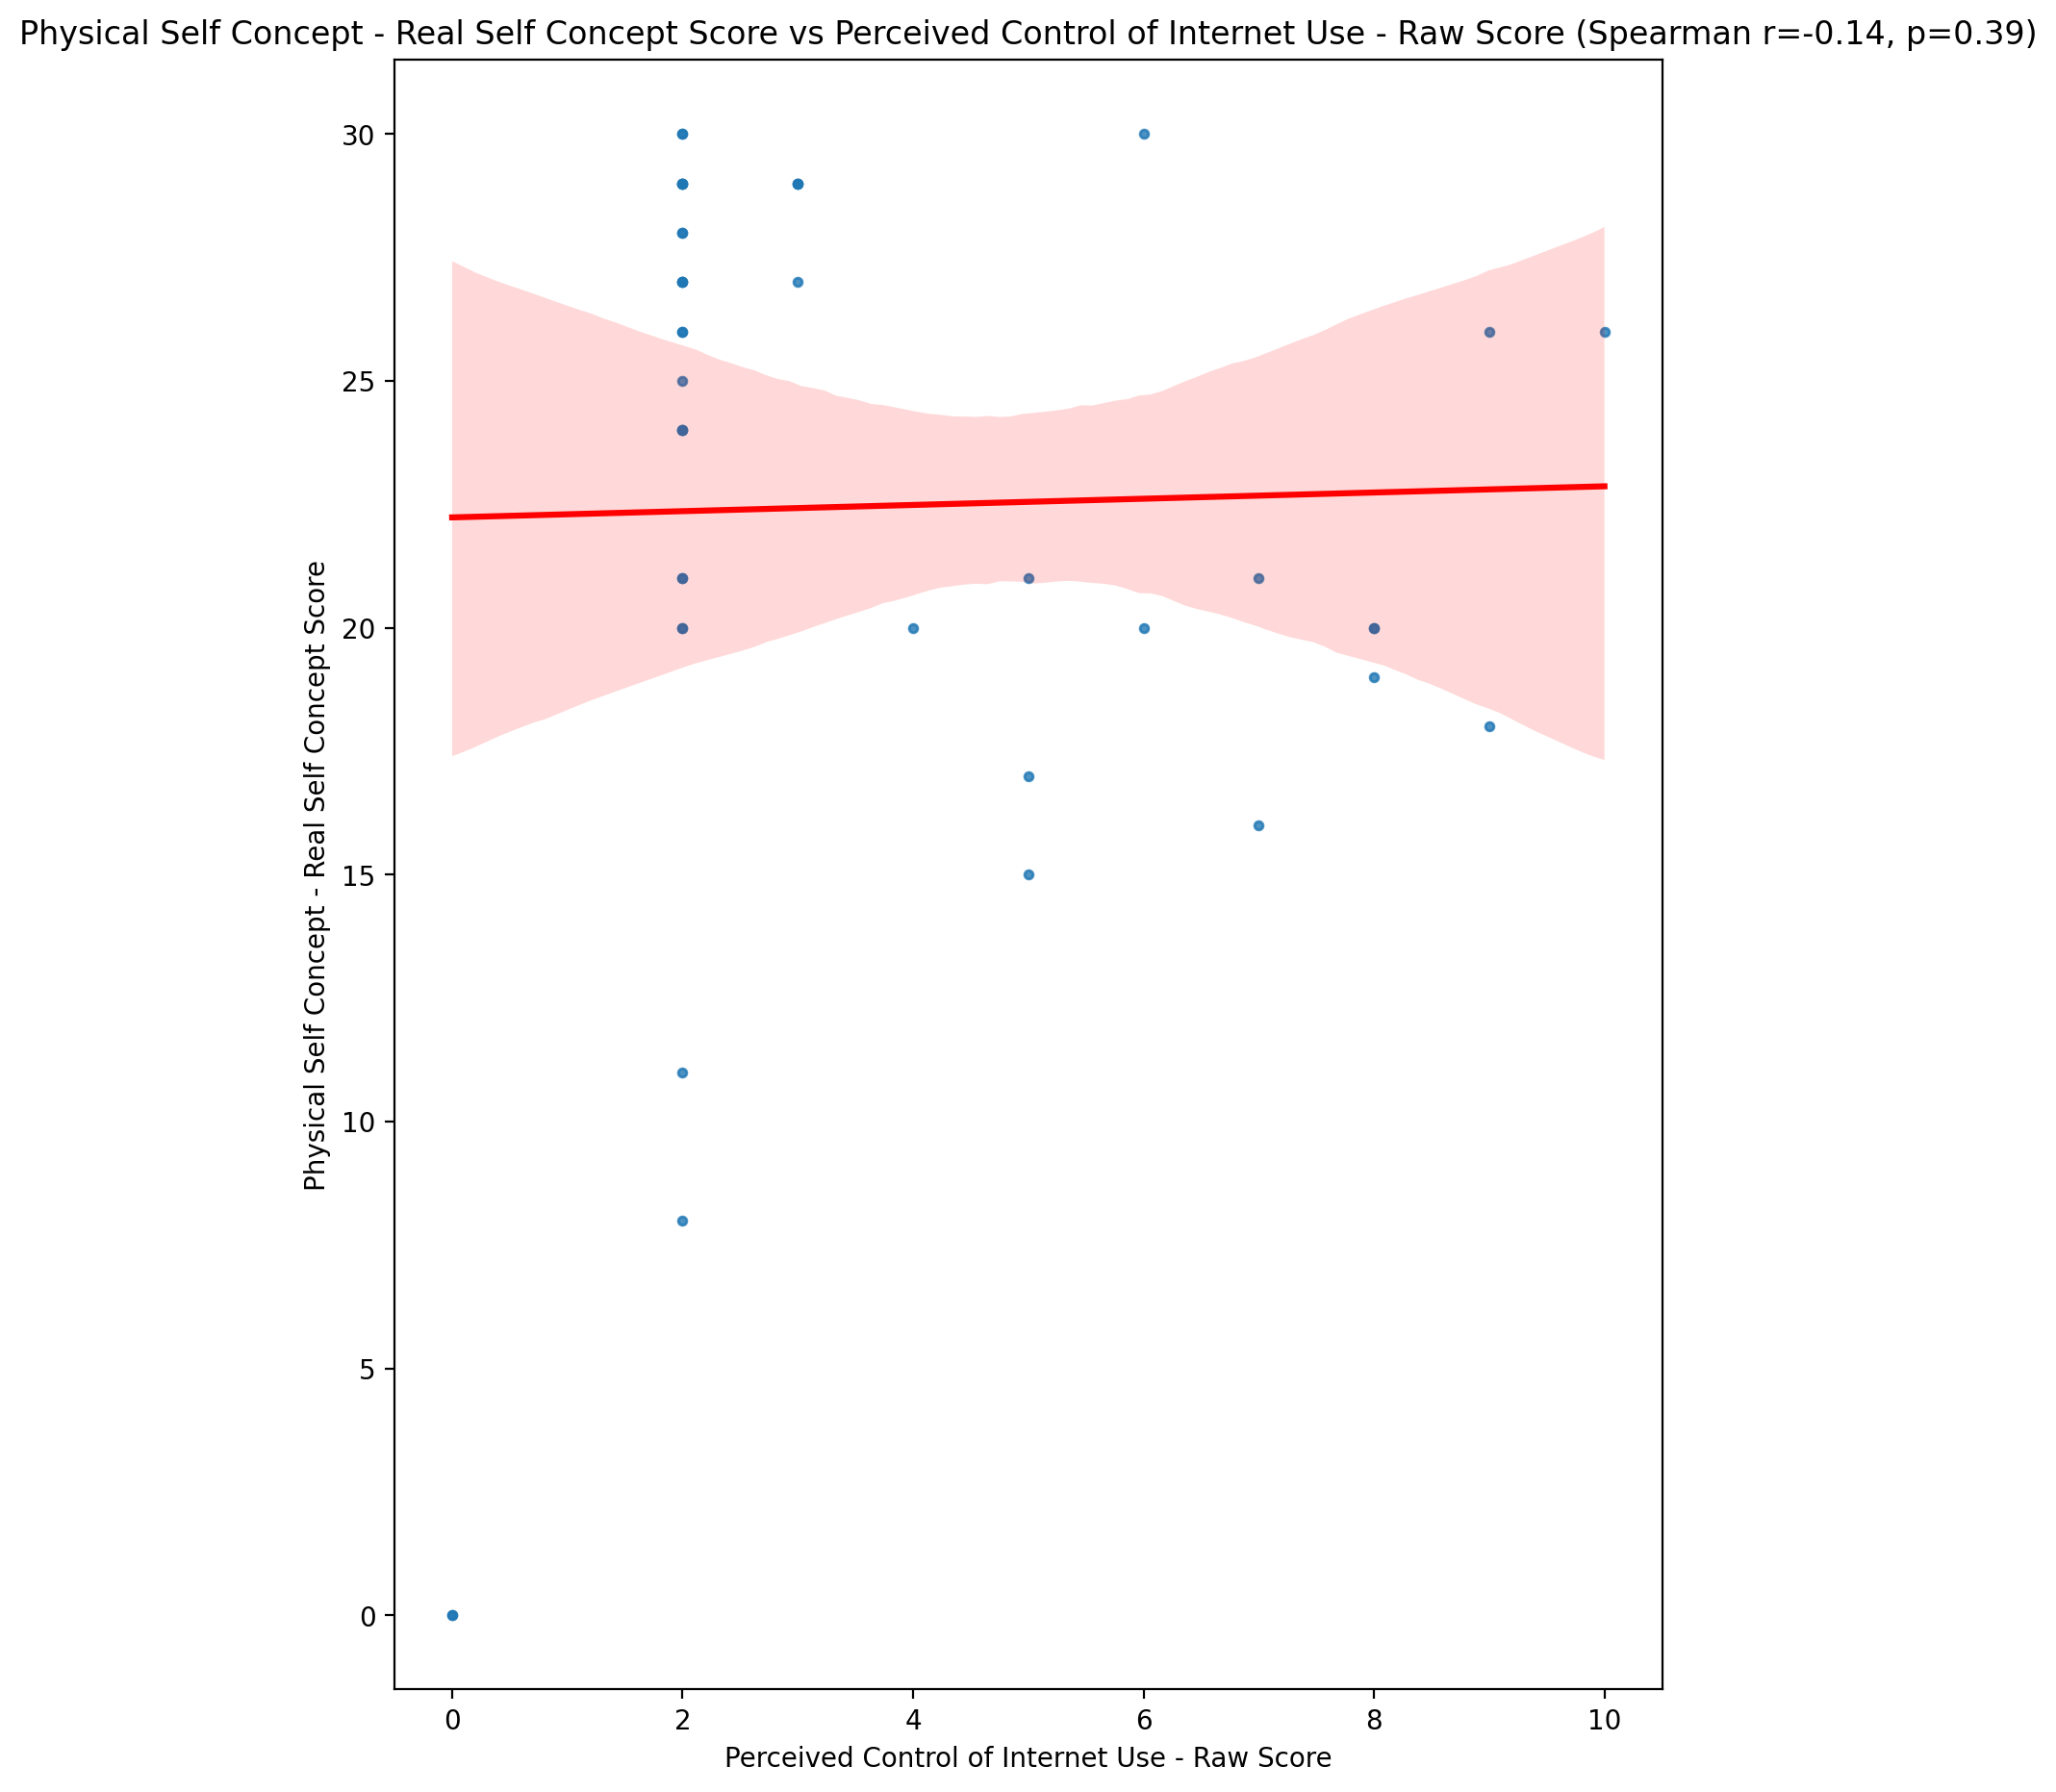 Physical Self Concept - Real Self Concept Score vs Perceived Control of Internet Use - Raw Score (Spearman r=-0.14, p=0.39)
30
25
20
15
10
5
0
Physical Self Concept - Real Self Concept Score
0 2 4 6 8 10
Perceived Control of Internet Use - Raw Score